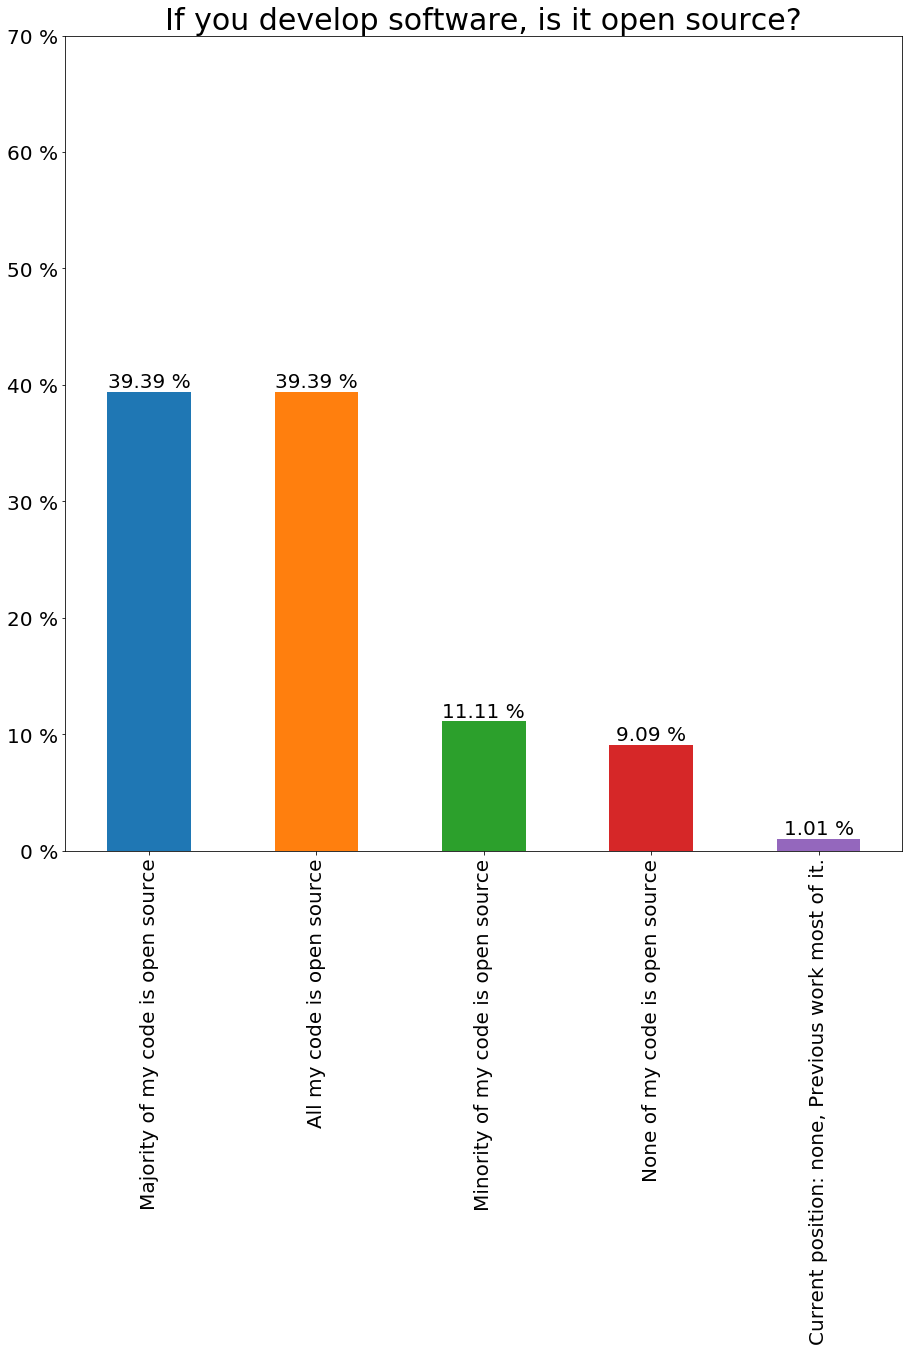 If you develop software, is it open source?
70 %
60 %
50 %
40 %
30 %
20 %
10 %
0 %
39.39 %
39.39 %
11.11 %
9.09 %
1.01 %
Majority of my code is open source
All my code is open source
Minority of my code is open source
None of my code is open source
Current position: none, Previous work most of it.